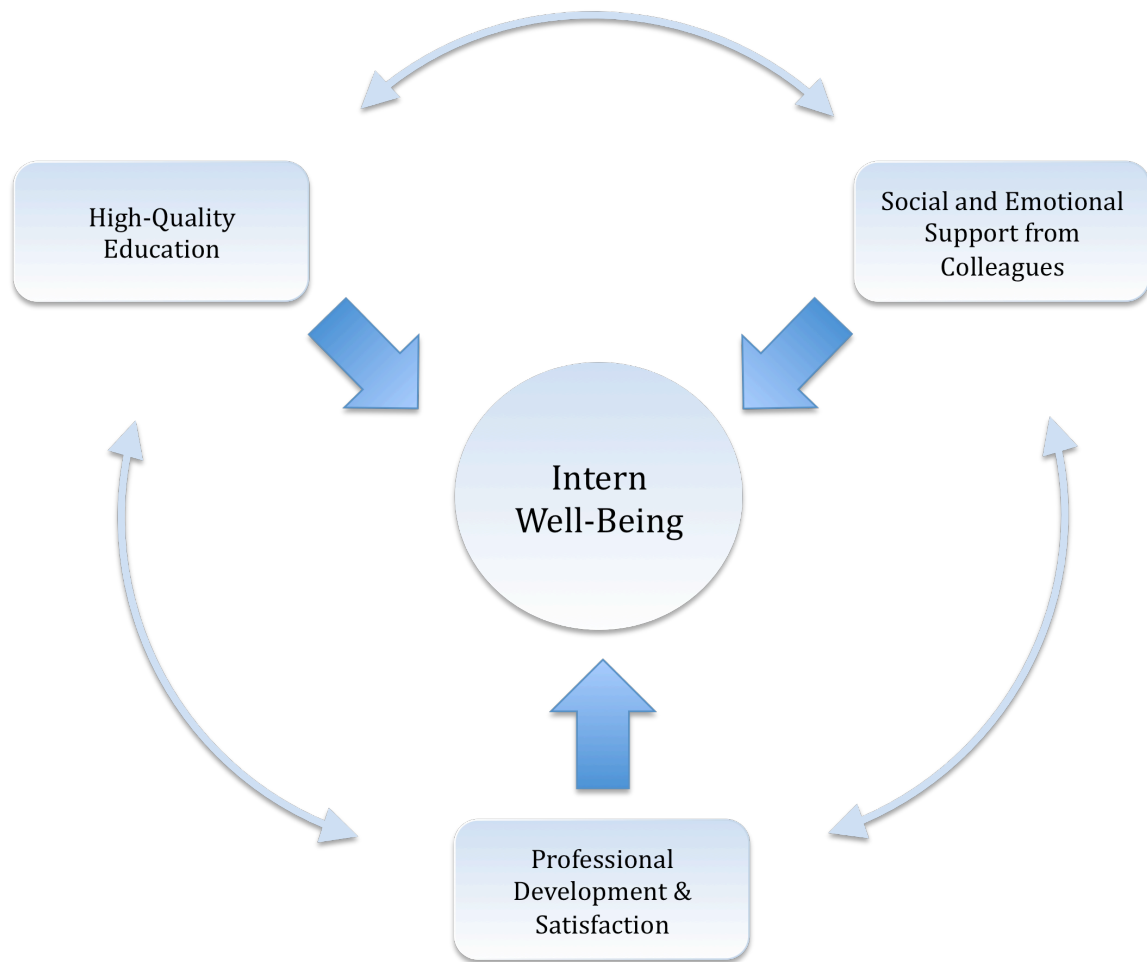 High-Quality
Education
Social and Emotional
Support from
Colleagues
Intern
Well-Being
Professional
Development &
Satisfaction